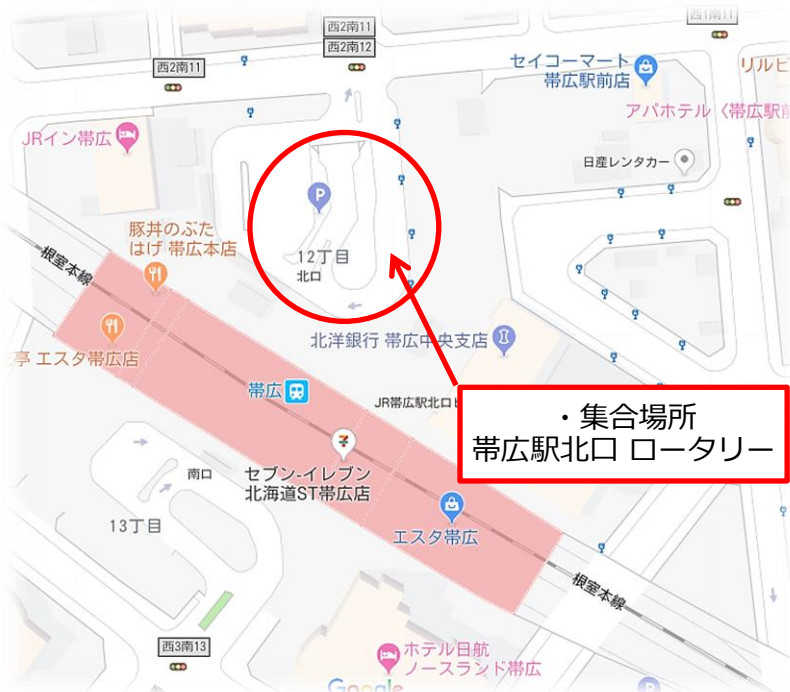 西2南11
西1南11
西2南12
西2南11
セイコーマート
帯広駅前店
リルビ
アパホテル〈帯広駅前
JRイン帯広
日産レンタカー
P
豚丼のぶた
はげ 帯広本店
12丁目
北口
根室本線
北洋銀行 帯広中央支店
亭 エスタ帯広店
帯広
JR帯広駅北口
・集合場所
帯広駅北口 ロータリー
セブン-イレブン
北海道ST帯広店
南口
13丁目
エスタ帯広
根室本線
西3南13
ホテル日航
ノースランド帯広
P
Google